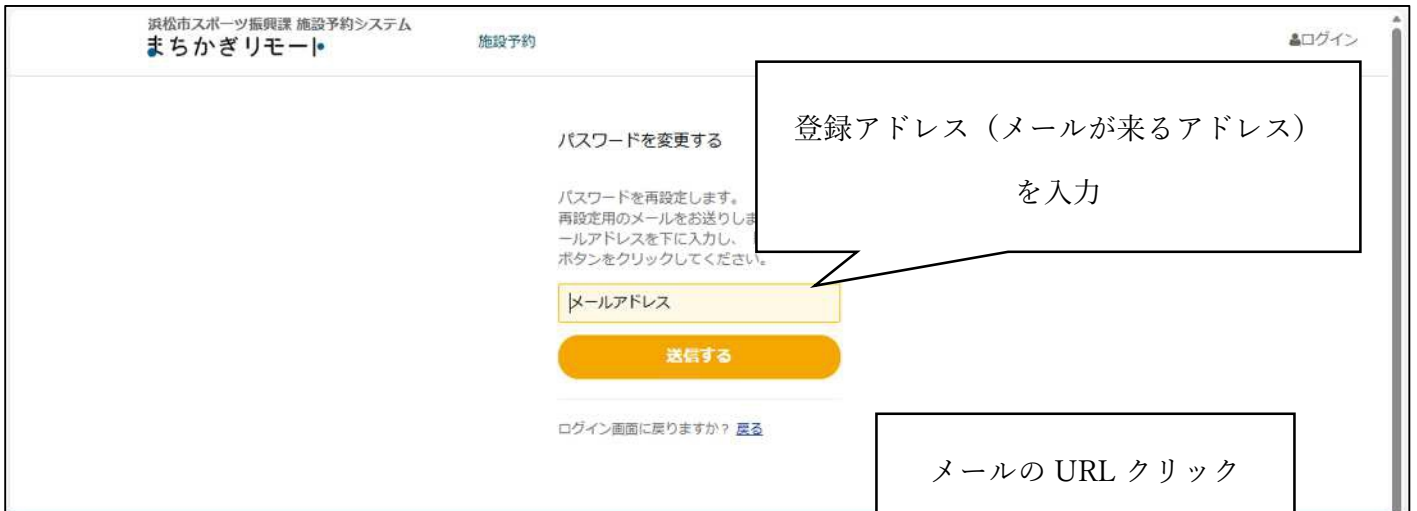 浜松市スポーツ振興課 施設予約システム
まちかぎリモート
施設予約
ログイン
登録アドレス（メールが来るアドレス）
を入力
パスワードを変更する
パスワードを再設定します。
再設定用のメールをお送りしま
ールアドレスを下に入力し、
ボタンをクリックしてください。
メールアドレス
送信する
ログイン画面に戻りますか？ 戻る
メールの URL クリック